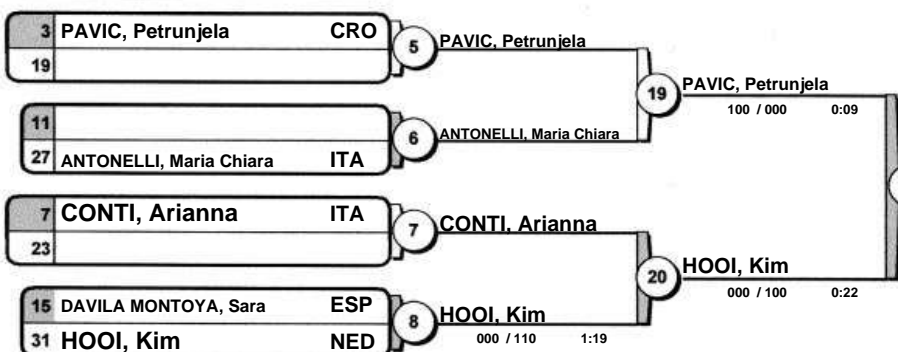 3 PAVIC, Petrunjela CRO
19
5 PAVIC, Petrunjela
11
27 ANTONELLI, Maria Chiara ITA
6 ANTONELLI, Maria Chiara
19 PAVIC, Petrunjela
100 / 000 0:09
7 CONTI, Arianna ITA
23
7 CONTI, Arianna
15 DAVILA MONTOYA, Sara ESP
31 HOOI, Kim NED
8 HOOI, Kim
000 / 110 1:19
20 HOOI, Kim
000 / 100 0:22